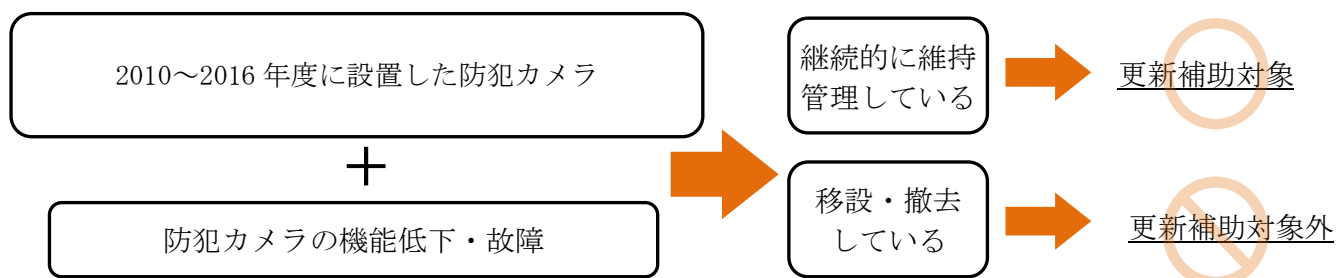 2010～2016 年度に設置した防犯カメラ
＋
防犯カメラの機能低下・故障
継続的に維持
管理している
更新補助対象
移設・撤去
している
更新補助対象外